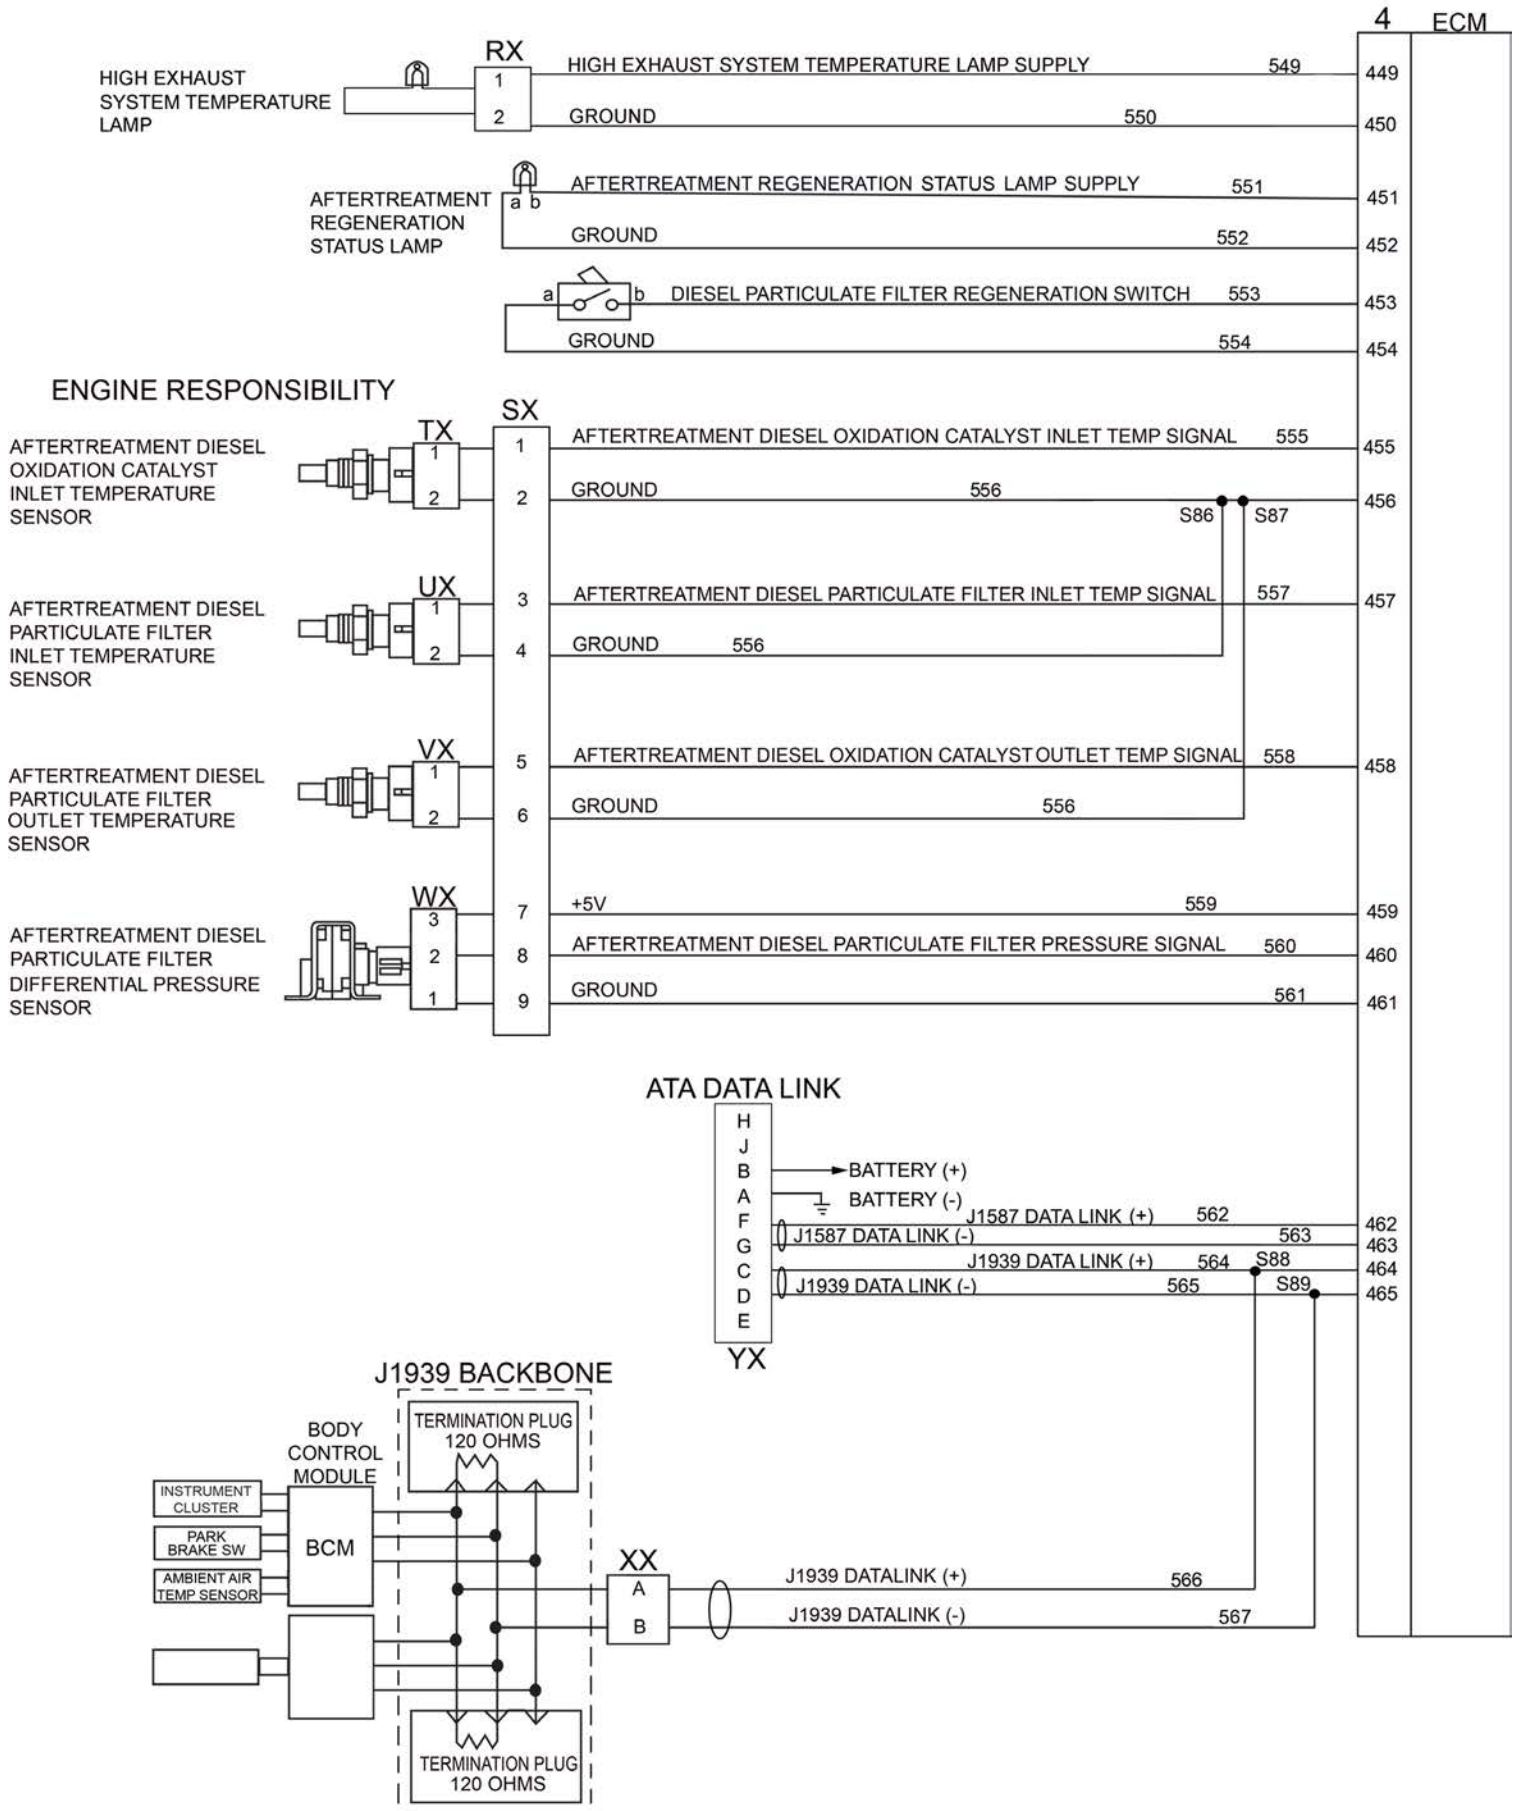 4 ECM
RX
HIGH EXHAUST
SYSTEM TEMPERATURE
LAMP
1
2
HIGH EXHAUST SYSTEM TEMPERATURE LAMP SUPPLY 549 449
GROUND 550 450
AFTERTREATMENT
REGENERATION
STATUS LAMP
a b
AFTERTREATMENT REGENERATION STATUS LAMP SUPPLY 551 451
GROUND 552 452
a b DIESEL PARTICULATE FILTER REGENERATION SWITCH 553 453
GROUND 554 454
ENGINE RESPONSIBILITY
SX
AFTERTREATMENT DIESEL
OXIDATION CATALYST
INLET TEMPERATURE
SENSOR
TX
1
2
1 AFTERTREATMENT DIESEL OXIDATION CATALYST INLET TEMP SIGNAL 555 455
2 GROUND 556 456
S86 S87
AFTERTREATMENT DIESEL
PARTICULATE FILTER
INLET TEMPERATURE
SENSOR
UX
1
2
3 AFTERTREATMENT DIESEL PARTICULATE FILTER INLET TEMP SIGNAL 557 457
4 GROUND 556
AFTERTREATMENT DIESEL
PARTICULATE FILTER
OUTLET TEMPERATURE
SENSOR
VX
1
2
5 AFTERTREATMENT DIESEL OXIDATION CATALYST OUTLET TEMP SIGNAL 558 458
6 GROUND 556
AFTERTREATMENT DIESEL
PARTICULATE FILTER
DIFFERENTIAL PRESSURE
SENSOR
WX
3
2
1
7 +5V 559 459
8 AFTERTREATMENT DIESEL PARTICULATE FILTER PRESSURE SIGNAL 560 460
9 GROUND 561 461
ATA DATA LINK
H
J
B BATTERY (+)
A BATTERY (-)
F J1587 DATA LINK (+) 562 462
G J1587 DATA LINK (-) 563 463
C J1939 DATA LINK (+) 564 S88 464
D J1939 DATA LINK (-) 565 S89 465
E
YX
J1939 BACKBONE
TERMINATION PLUG
120 OHMS
BODY
CONTROL
MODULE
INSTRUMENT
CLUSTER
PARK
BRAKE SW
AMBIENT AIR
TEMP SENSOR
BCM
XX
A J1939 DATALINK (+) 566
B J1939 DATALINK (-) 567
TERMINATION PLUG
120 OHMS